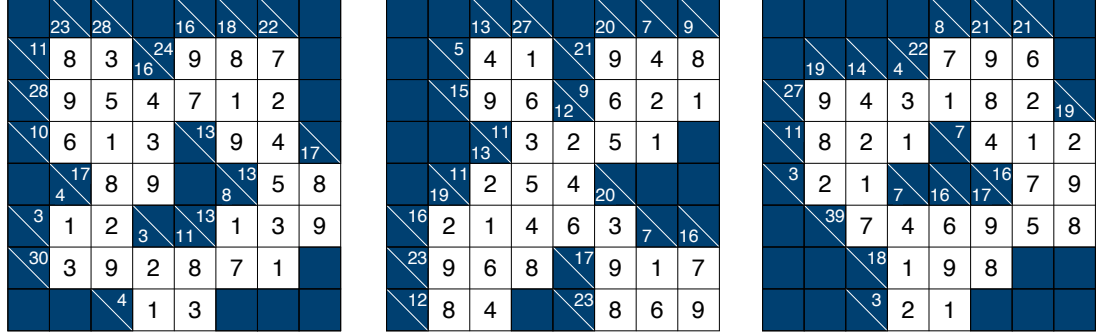 23 28 16 18 22
11 8 3 24 16 9 8 7
28 9 5 4 7 1 2
10 6 1 3 13 9 4 17
17 4 8 9 13 8 5 8
3 1 2 3 13 11 1 3 9
30 3 9 2 8 7 1
4 1 3
13 27 20 7 9
5 4 1 21 9 4 8
15 9 6 9 12 6 2 1
11 13 3 2 5 1
11 19 2 5 4 20
16 2 1 4 6 3 7 16
23 9 6 8 17 9 1 7
12 8 4 23 8 6 9
8 21 21
19 14 22 4 7 9 6
27 9 4 3 1 8 2 19
11 8 2 1 7 4 1 2
3 2 1 7 16 16 17 7 9
39 7 4 6 9 5 8
18 1 9 8
3 2 1